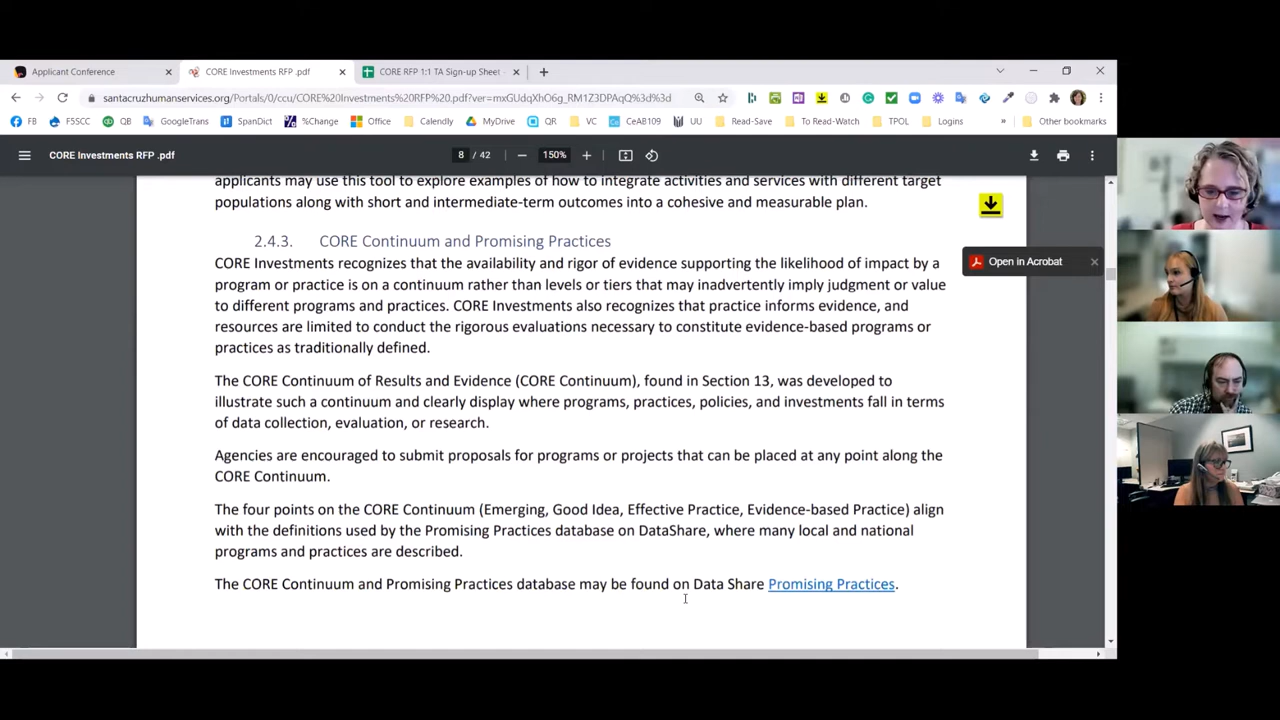 Applicant Conference
CORE Investments RFP .pdf
CORE RFP 1:1 TA Sign-up Sheet -
santacruzhumanservices.org/Portals/0/ccu/CORE%20Investments%20RFP%20.pdf?ver=mxGUdqXhO6g_RM1Z3DPAqQ%3d%3d
FB
F5SCC
QB
GoogleTrans
SpanDict
%Change
Office
Calendly
MyDrive
QR
VC
CeAB109
UU
Read-Save
To Read-Watch
TPOL
Logins
»
Other bookmarks
CORE Investments RFP .pdf
8 / 42
150%
applicants may use this tool to explore examples of how to integrate activities and services with different target
populations along with short and intermediate-term outcomes into a cohesive and measurable plan.
2.4.3. CORE Continuum and Promising Practices
Open in Acrobat
CORE Investments recognizes that the availability and rigor of evidence supporting the likelihood of impact by a
program or practice is on a continuum rather than levels or tiers that may inadvertently imply judgment or value
to different programs and practices. CORE Investments also recognizes that practice informs evidence, and
resources are limited to conduct the rigorous evaluations necessary to constitute evidence-based programs or
practices as traditionally defined.
The CORE Continuum of Results and Evidence (CORE Continuum), found in Section 13, was developed to
illustrate such a continuum and clearly display where programs, practices, policies, and investments fall in terms
of data collection, evaluation, or research.
Agencies are encouraged to submit proposals for programs or projects that can be placed at any point along the
CORE Continuum.
The four points on the CORE Continuum (Emerging, Good Idea, Effective Practice, Evidence-based Practice) align
with the definitions used by the Promising Practices database on DataShare, where many local and national
programs and practices are described.
The CORE Continuum and Promising Practices database may be found on Data Share Promising Practices.